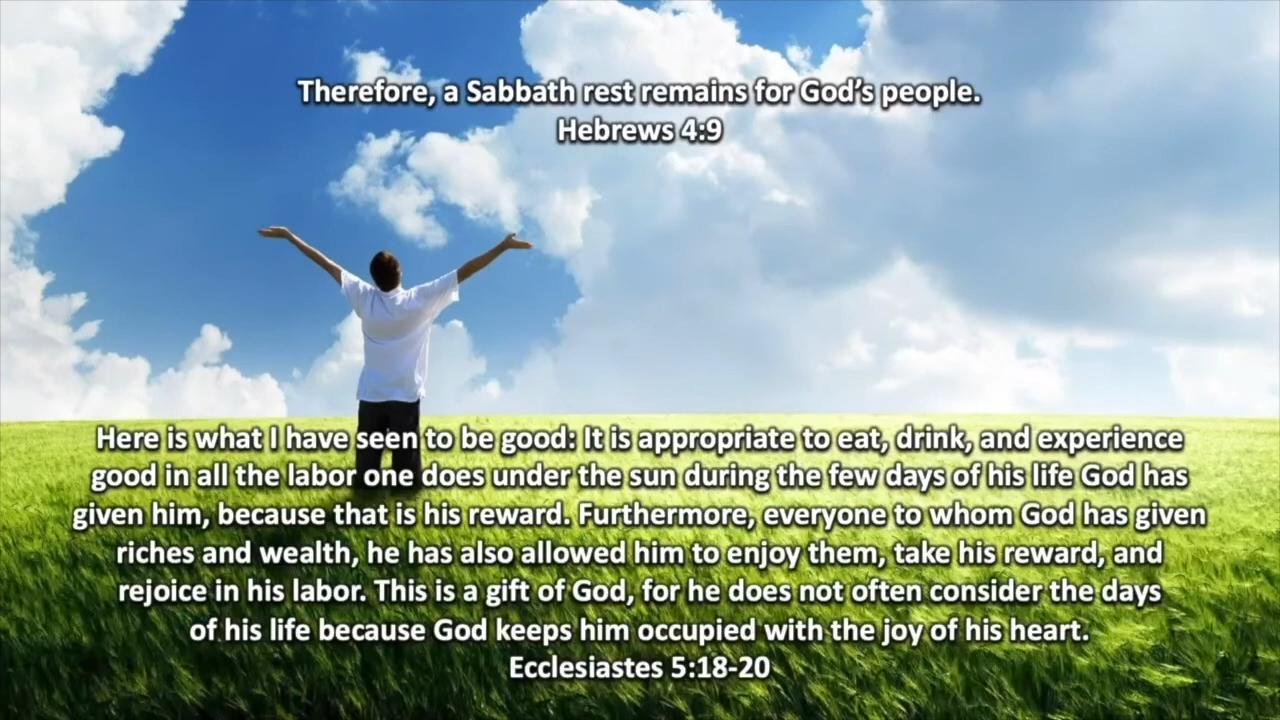 Therefore, a Sabbath rest remains for God’s people.
Hebrews 4:9
Here is what I have seen to be good: It is appropriate to eat, drink, and experience
good in all the labor one does under the sun during the few days of his life God has
given him, because that is his reward. Furthermore, everyone to whom God has given
riches and wealth, he has also allowed him to enjoy them, take his reward, and
rejoice in his labor. This is a gift of God, for he does not often consider the days
of his life because God keeps him occupied with the joy of his heart.
Ecclesiastes 5:18-20